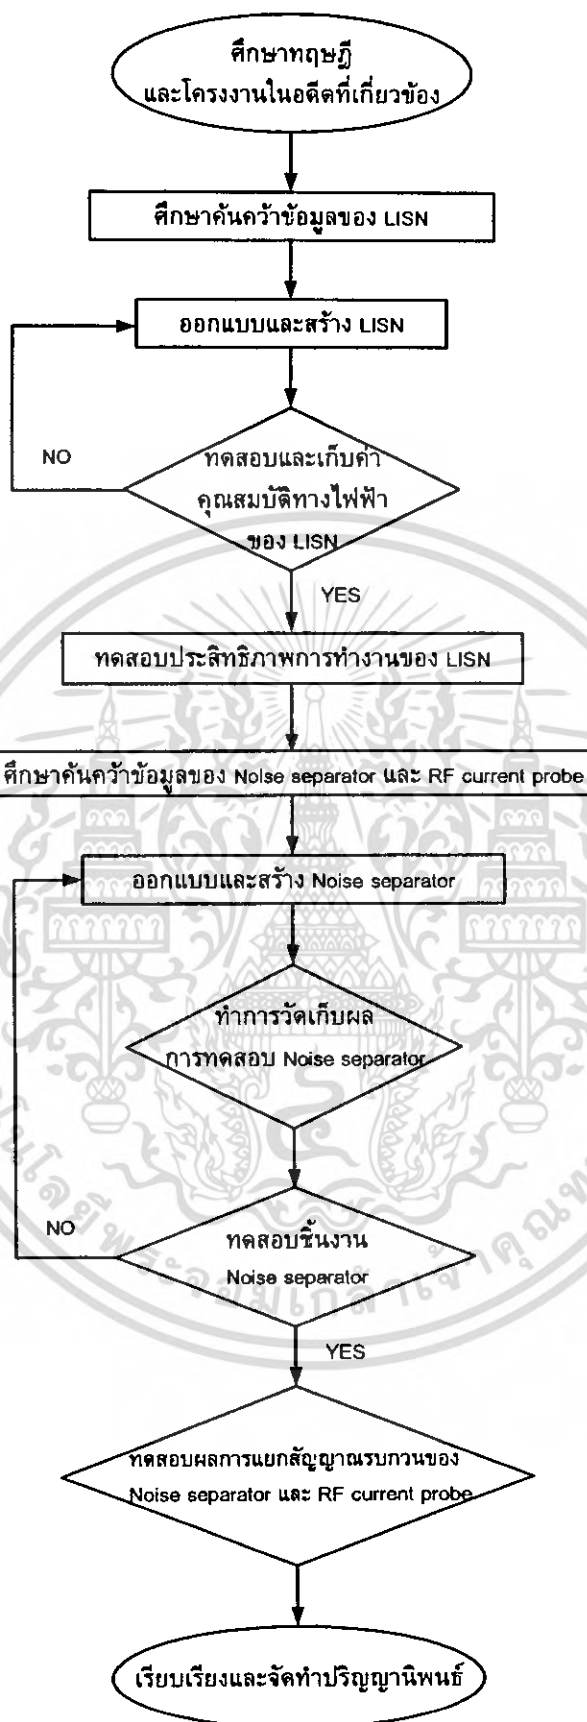 ศึกษาทฤษฎี
และโครงงานในอดีตที่เกี่ยวข้อง
ศึกษาค้นคว้าข้อมูลของ LISN
ออกแบบและสร้าง LISN
NO
ทดสอบและเก็บค่า
คุณสมบัติทางไฟฟ้า
ของ LISN
YES
ทดสอบประสิทธิภาพการทำงานของ LISN
ศึกษาค้นคว้าข้อมูลของ Noise separator และ RF current probe
ออกแบบและสร้าง Noise separator
ทำการวัดเก็บผล
การทดสอบ Noise separator
NO
ทดสอบชิ้นงาน
Noise separator
YES
ทดสอบผลการแยกสัญญาณรบกวนของ
Noise separator และ RF current probe
เรียบเรียงและจัดทำปริญญานิพนธ์